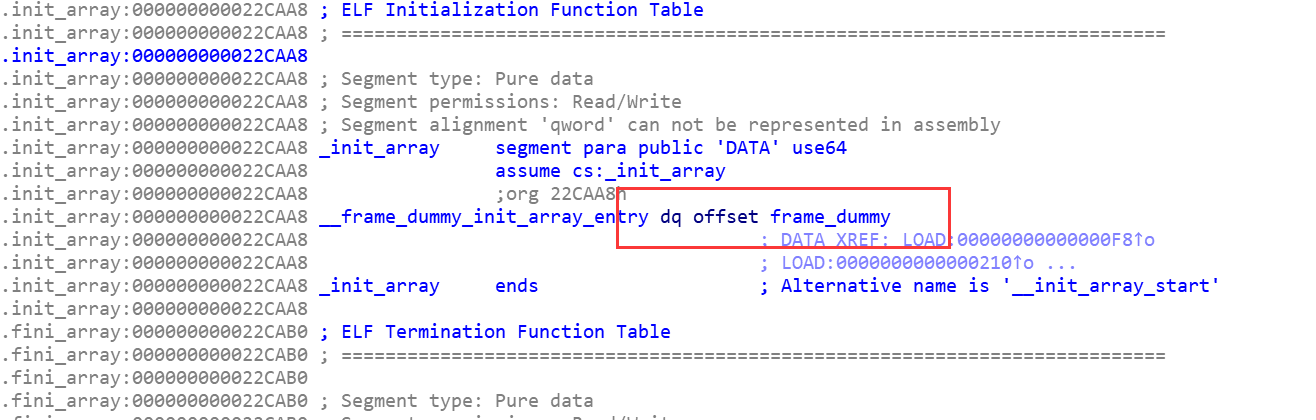 .init_array:000000000022CAA8 ; ELF Initialization Function Table
.init_array:000000000022CAA8 ; ===========================================================================
.init_array:000000000022CAA8
.init_array:000000000022CAA8 ; Segment type: Pure data
.init_array:000000000022CAA8 ; Segment permissions: Read/Write
.init_array:000000000022CAA8 ; Segment alignment 'qword' can not be represented in assembly
.init_array:000000000022CAA8 _init_array     segment para public 'DATA' use64
.init_array:000000000022CAA8                 assume cs:_init_array
.init_array:000000000022CAA8                 ;org 22CAA8h
.init_array:000000000022CAA8 __frame_dummy_init_array_entry dq offset frame_dummy
.init_array:000000000022CAA8                                         ; DATA XREF: LOAD:00000000000000F8↑o
.init_array:000000000022CAA8                                         ; LOAD:0000000000000210↑o ...
.init_array:000000000022CAA8 _init_array     ends                    ; Alternative name is '__init_array_start'
.init_array:000000000022CAA8
.fini_array:000000000022CAB0 ; ELF Termination Function Table
.fini_array:000000000022CAB0 ; ===========================================================================
.fini_array:000000000022CAB0
.fini_array:000000000022CAB0 ; Segment type: Pure data